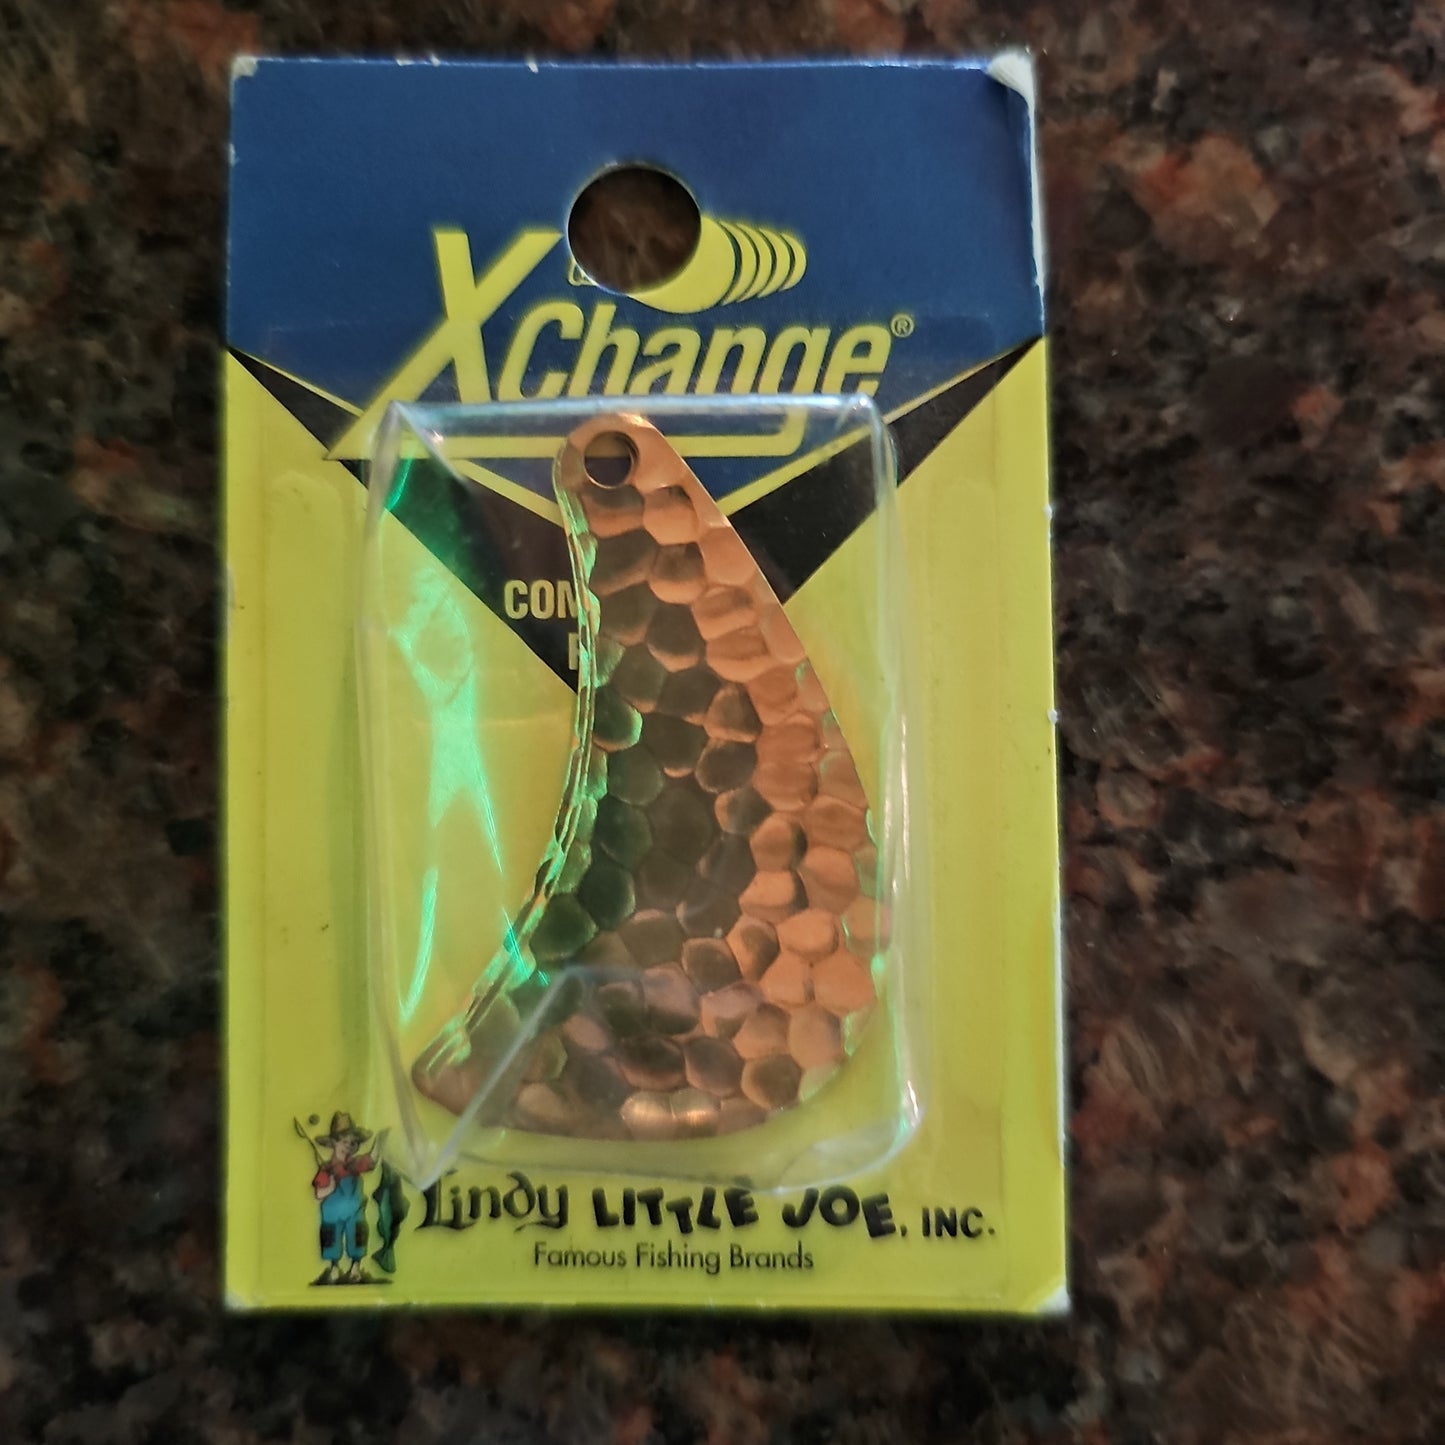 XChange®
Lindy LITTLE JOE, INC.
Famous Fishing Brands